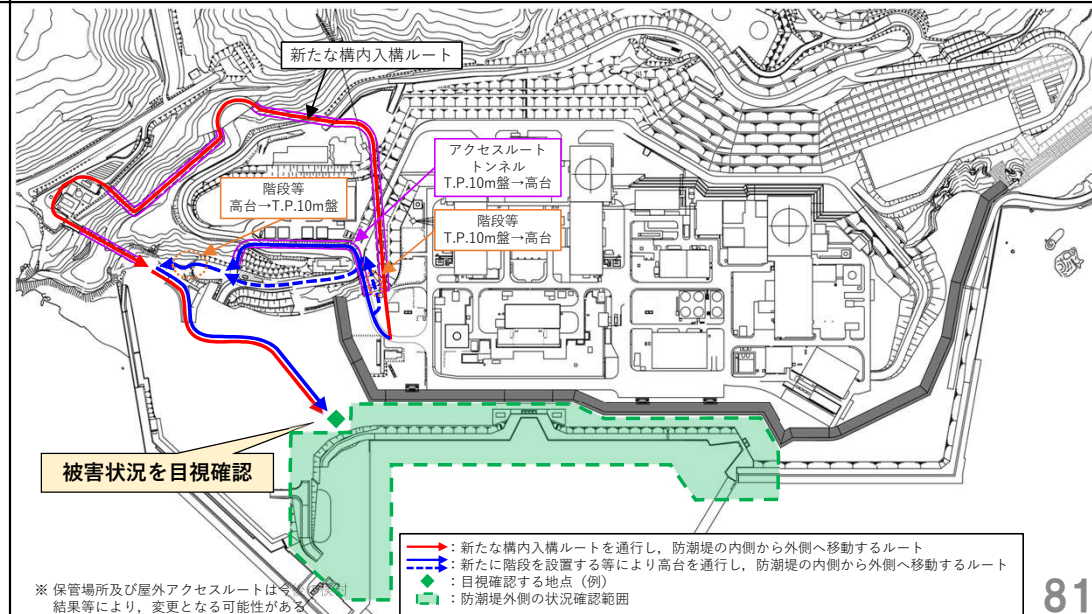 新たな構内入構ルート
アクセスルート
トンネル
T.P.10m盤→高台
階段等
高台→T.P.10m盤
階段等
T.P.10m盤→高台
被害状況を目視確認
：新たな構内入構ルートを通行し，防潮堤の内側から外側へ移動するルート
：新たに階段を設置する等により高台を通行し，防潮堤の内側から外側へ移動するルート
：目視確認する地点（例）
：防潮堤外側の状況確認範囲
※ 保管場所及び屋外アクセスルートは今後の検討
結果等により，変更となる可能性がある
81